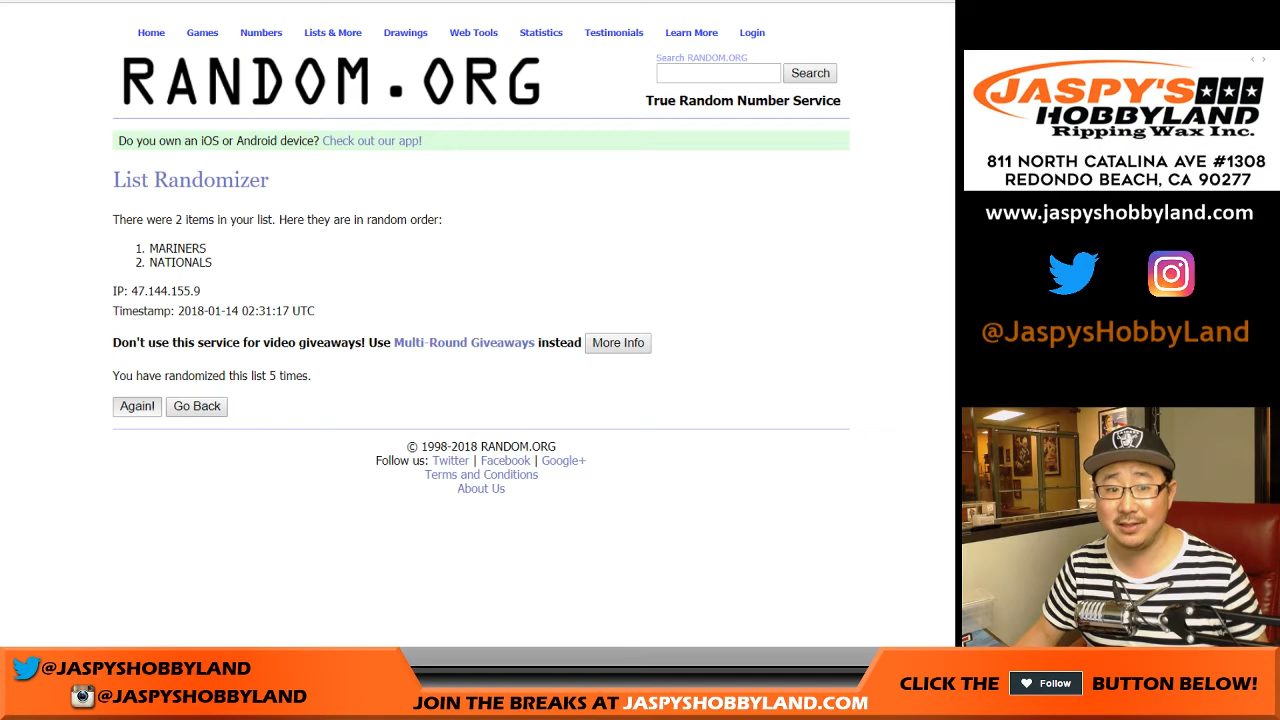 Home Games Numbers Lists & More Drawings Web Tools Statistics Testimonials Learn More Login
RANDOM.ORG
Search RANDOM.ORG
Search
True Random Number Service
Do you own an iOS or Android device? Check out our app!
List Randomizer
There were 2 items in your list. Here they are in random order:
1. MARINERS
2. NATIONALS
IP: 47.144.155.9
Timestamp: 2018-01-14 02:31:17 UTC
Don't use this service for video giveaways! Use Multi-Round Giveaways instead More Info
You have randomized this list 5 times.
Again! Go Back
© 1998-2018 RANDOM.ORG
Follow us: Twitter | Facebook | Google+
Terms and Conditions
About Us
JASPY'S
HOBBYLAND
Ripping Wax Inc.
811 NORTH CATALINA AVE #1308
REDONDO BEACH, CA 90277
www.jaspyshobbyland.com
@JaspysHobbyLand
@JASPYSHOBBYLAND
@JASPYSHOBBYLAND
JOIN THE BREAKS AT JASPYSHOBBYLAND.COM
CLICK THE Follow BUTTON BELOW!